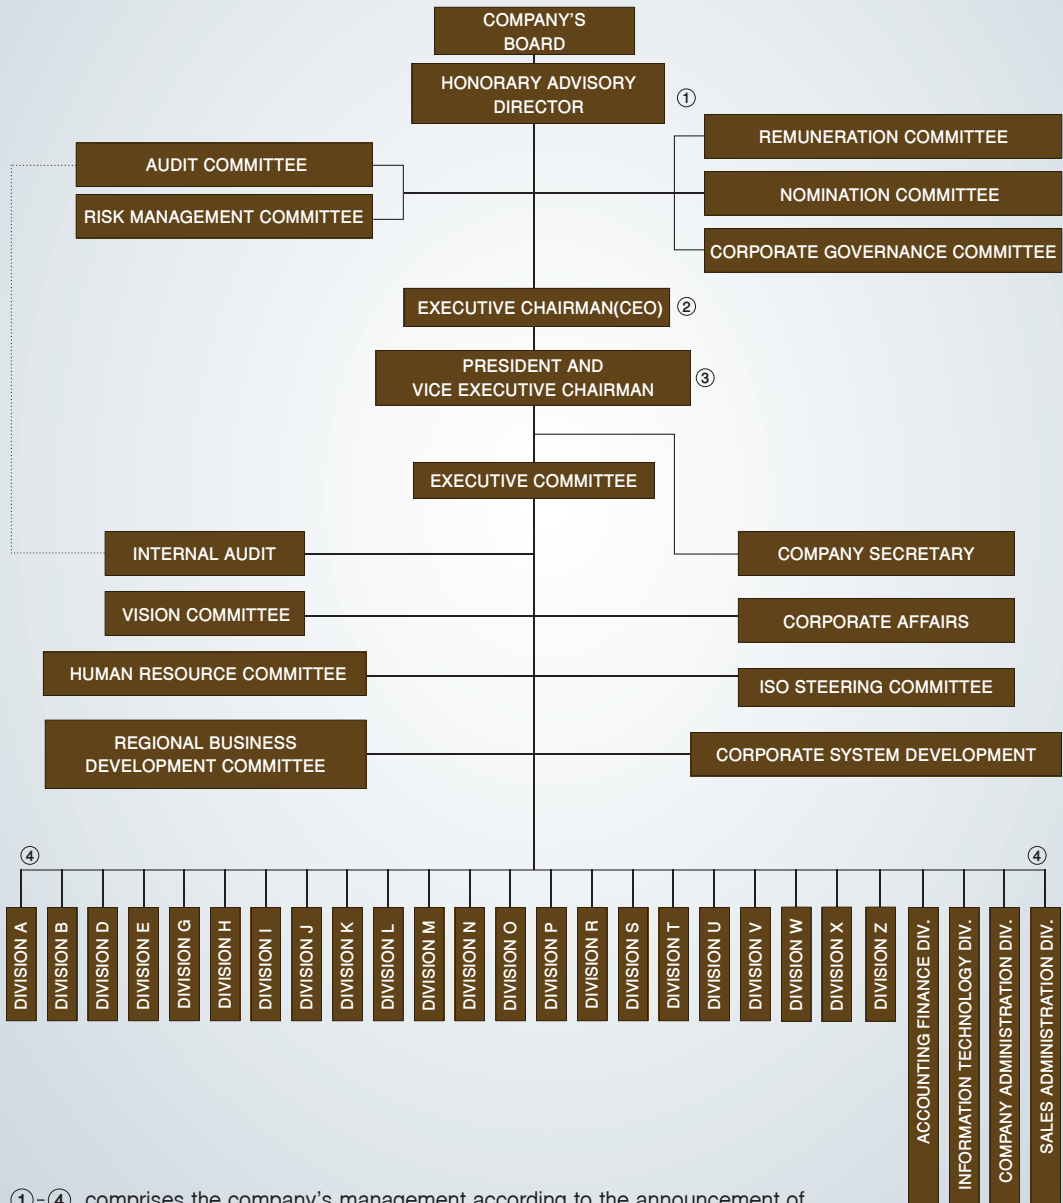 COMPANY'S
BOARD
HONORARY ADVISORY
DIRECTOR
①
REMUNERATION COMMITTEE
AUDIT COMMITTEE
NOMINATION COMMITTEE
RISK MANAGEMENT COMMITTEE
CORPORATE GOVERNANCE COMMITTEE
EXECUTIVE CHAIRMAN(CEO)
②
PRESIDENT AND
VICE EXECUTIVE CHAIRMAN
③
EXECUTIVE COMMITTEE
INTERNAL AUDIT
COMPANY SECRETARY
VISION COMMITTEE
CORPORATE AFFAIRS
HUMAN RESOURCE COMMITTEE
ISO STEERING COMMITTEE
REGIONAL BUSINESS
DEVELOPMENT COMMITTEE
CORPORATE SYSTEM DEVELOPMENT
④
④
DIVISION A
DIVISION B
DIVISION D
DIVISION E
DIVISION G
DIVISION H
DIVISION I
DIVISION J
DIVISION K
DIVISION L
DIVISION M
DIVISION N
DIVISION O
DIVISION P
DIVISION R
DIVISION S
DIVISION T
DIVISION U
DIVISION V
DIVISION W
DIVISION X
DIVISION Z
ACCOUNTING FINANCE DIV.
INFORMATION TECHNOLOGY DIV.
COMPANY ADMINISTRATION DIV.
SALES ADMINISTRATION DIV.
①-④ comprises the company's management according to the announcement of